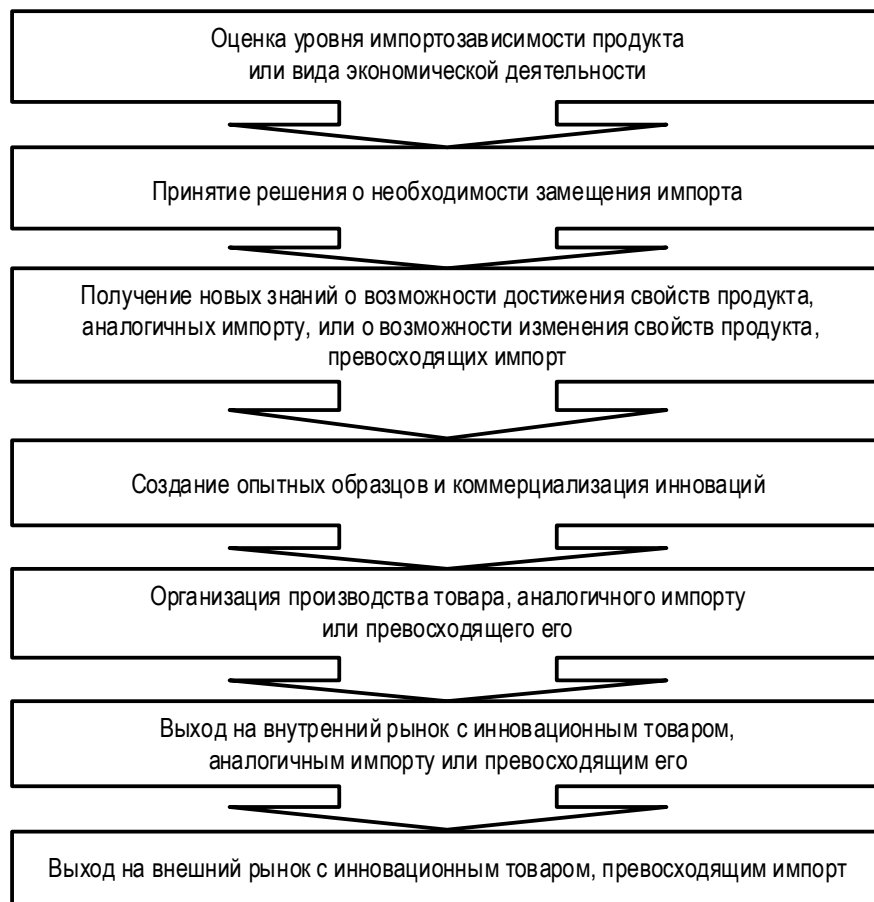 Оценка уровня импортозависимости продукта
или вида экономической деятельности
Принятие решения о необходимости замещения импорта
Получение новых знаний о возможности достижения свойств продукта,
аналогичных импорту, или о возможности изменения свойств продукта,
превосходящих импорт
Создание опытных образцов и коммерциализация инноваций
Организация производства товара, аналогичного импорту
или превосходящего его
Выход на внутренний рынок с инновационным товаром,
аналогичным импорту или превосходящим его
Выход на внешний рынок с инновационным товаром, превосходящим импорт